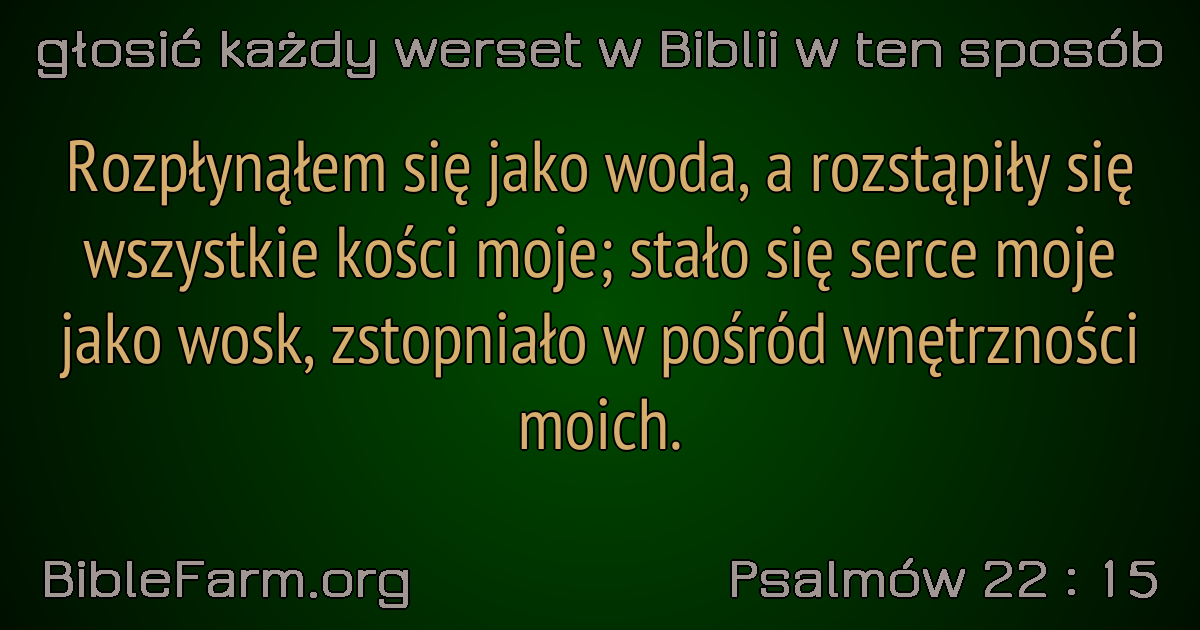 głosić każdy werset w Biblii w ten sposób
Rozpłynąłem się jako woda, a rozstąpiły się
wszystkie kości moje; stało się serce moje
jako wosk, zstopniało w pośród wnętrzności
moich.
BibleFarm.org
Psalmów 22 : 15